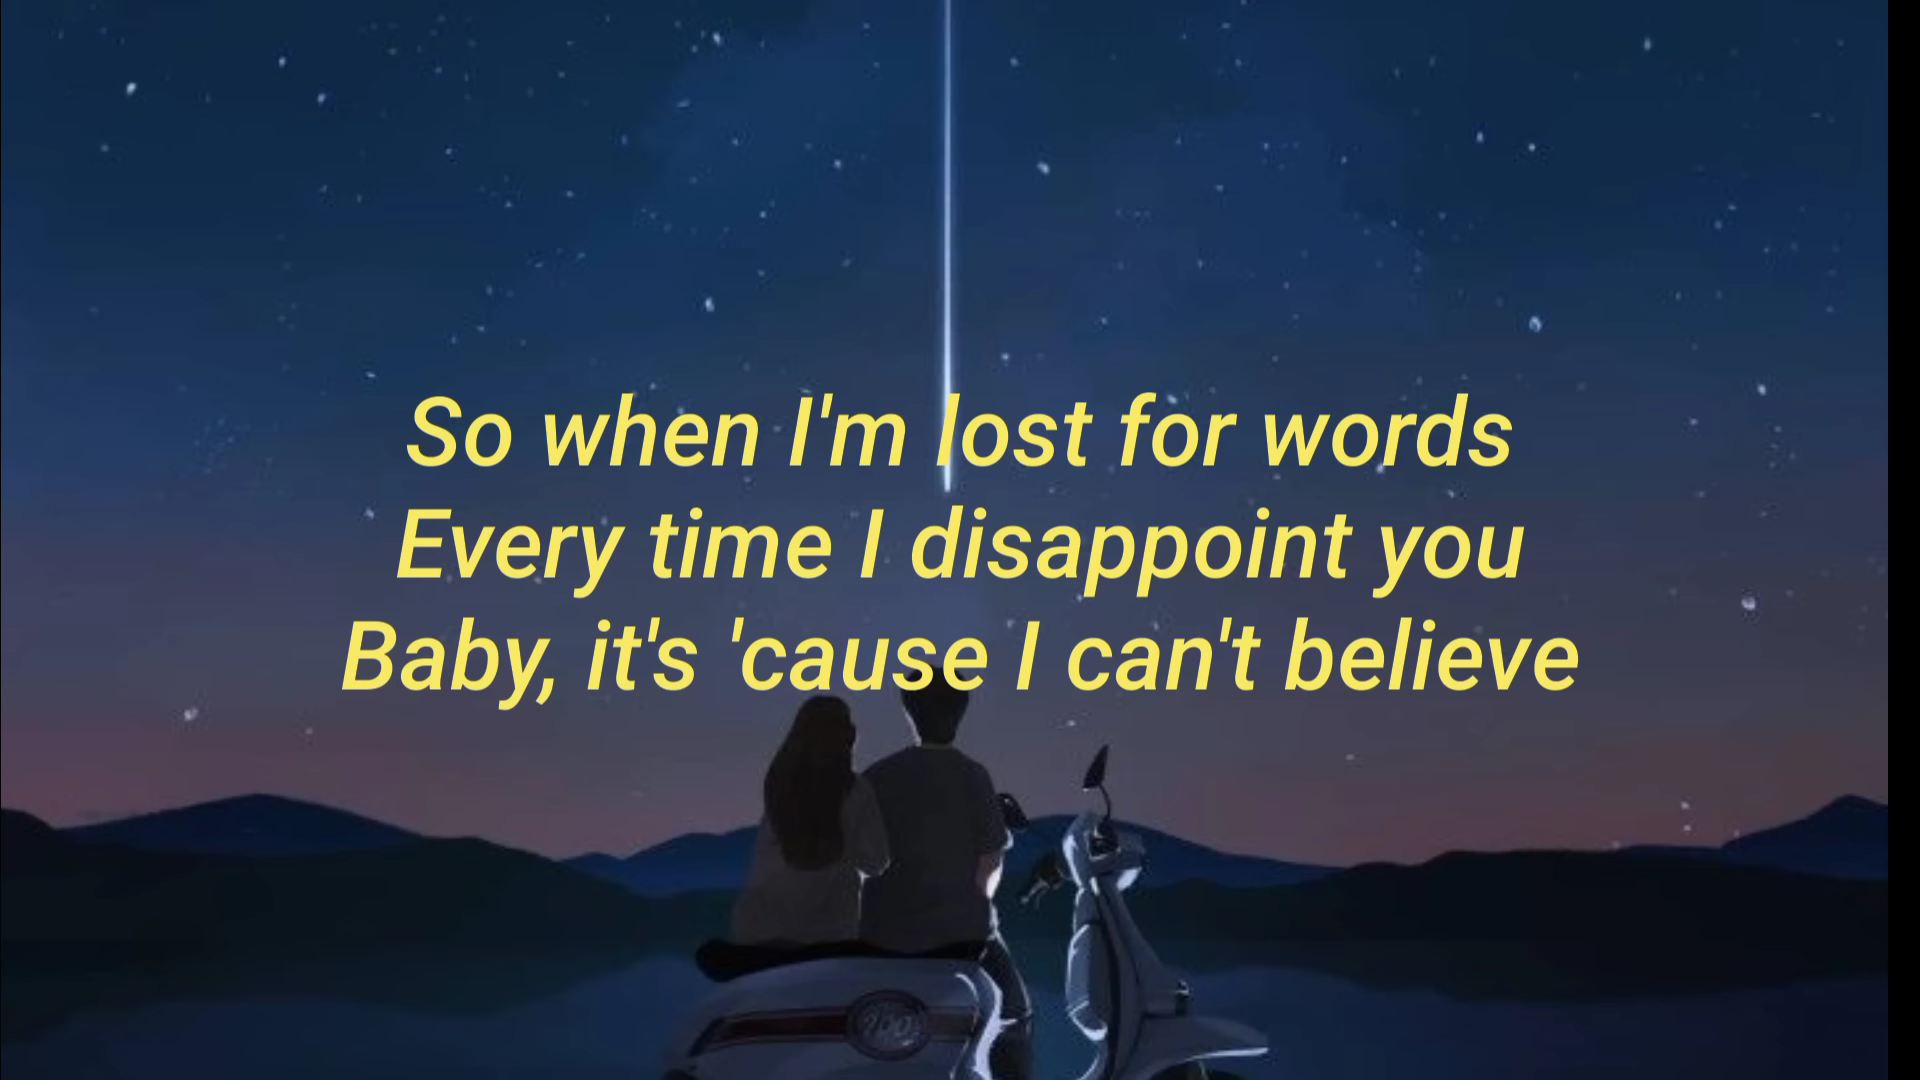 So when I'm lost for words
Every time I disappoint you
Baby, it's 'cause I can't believe